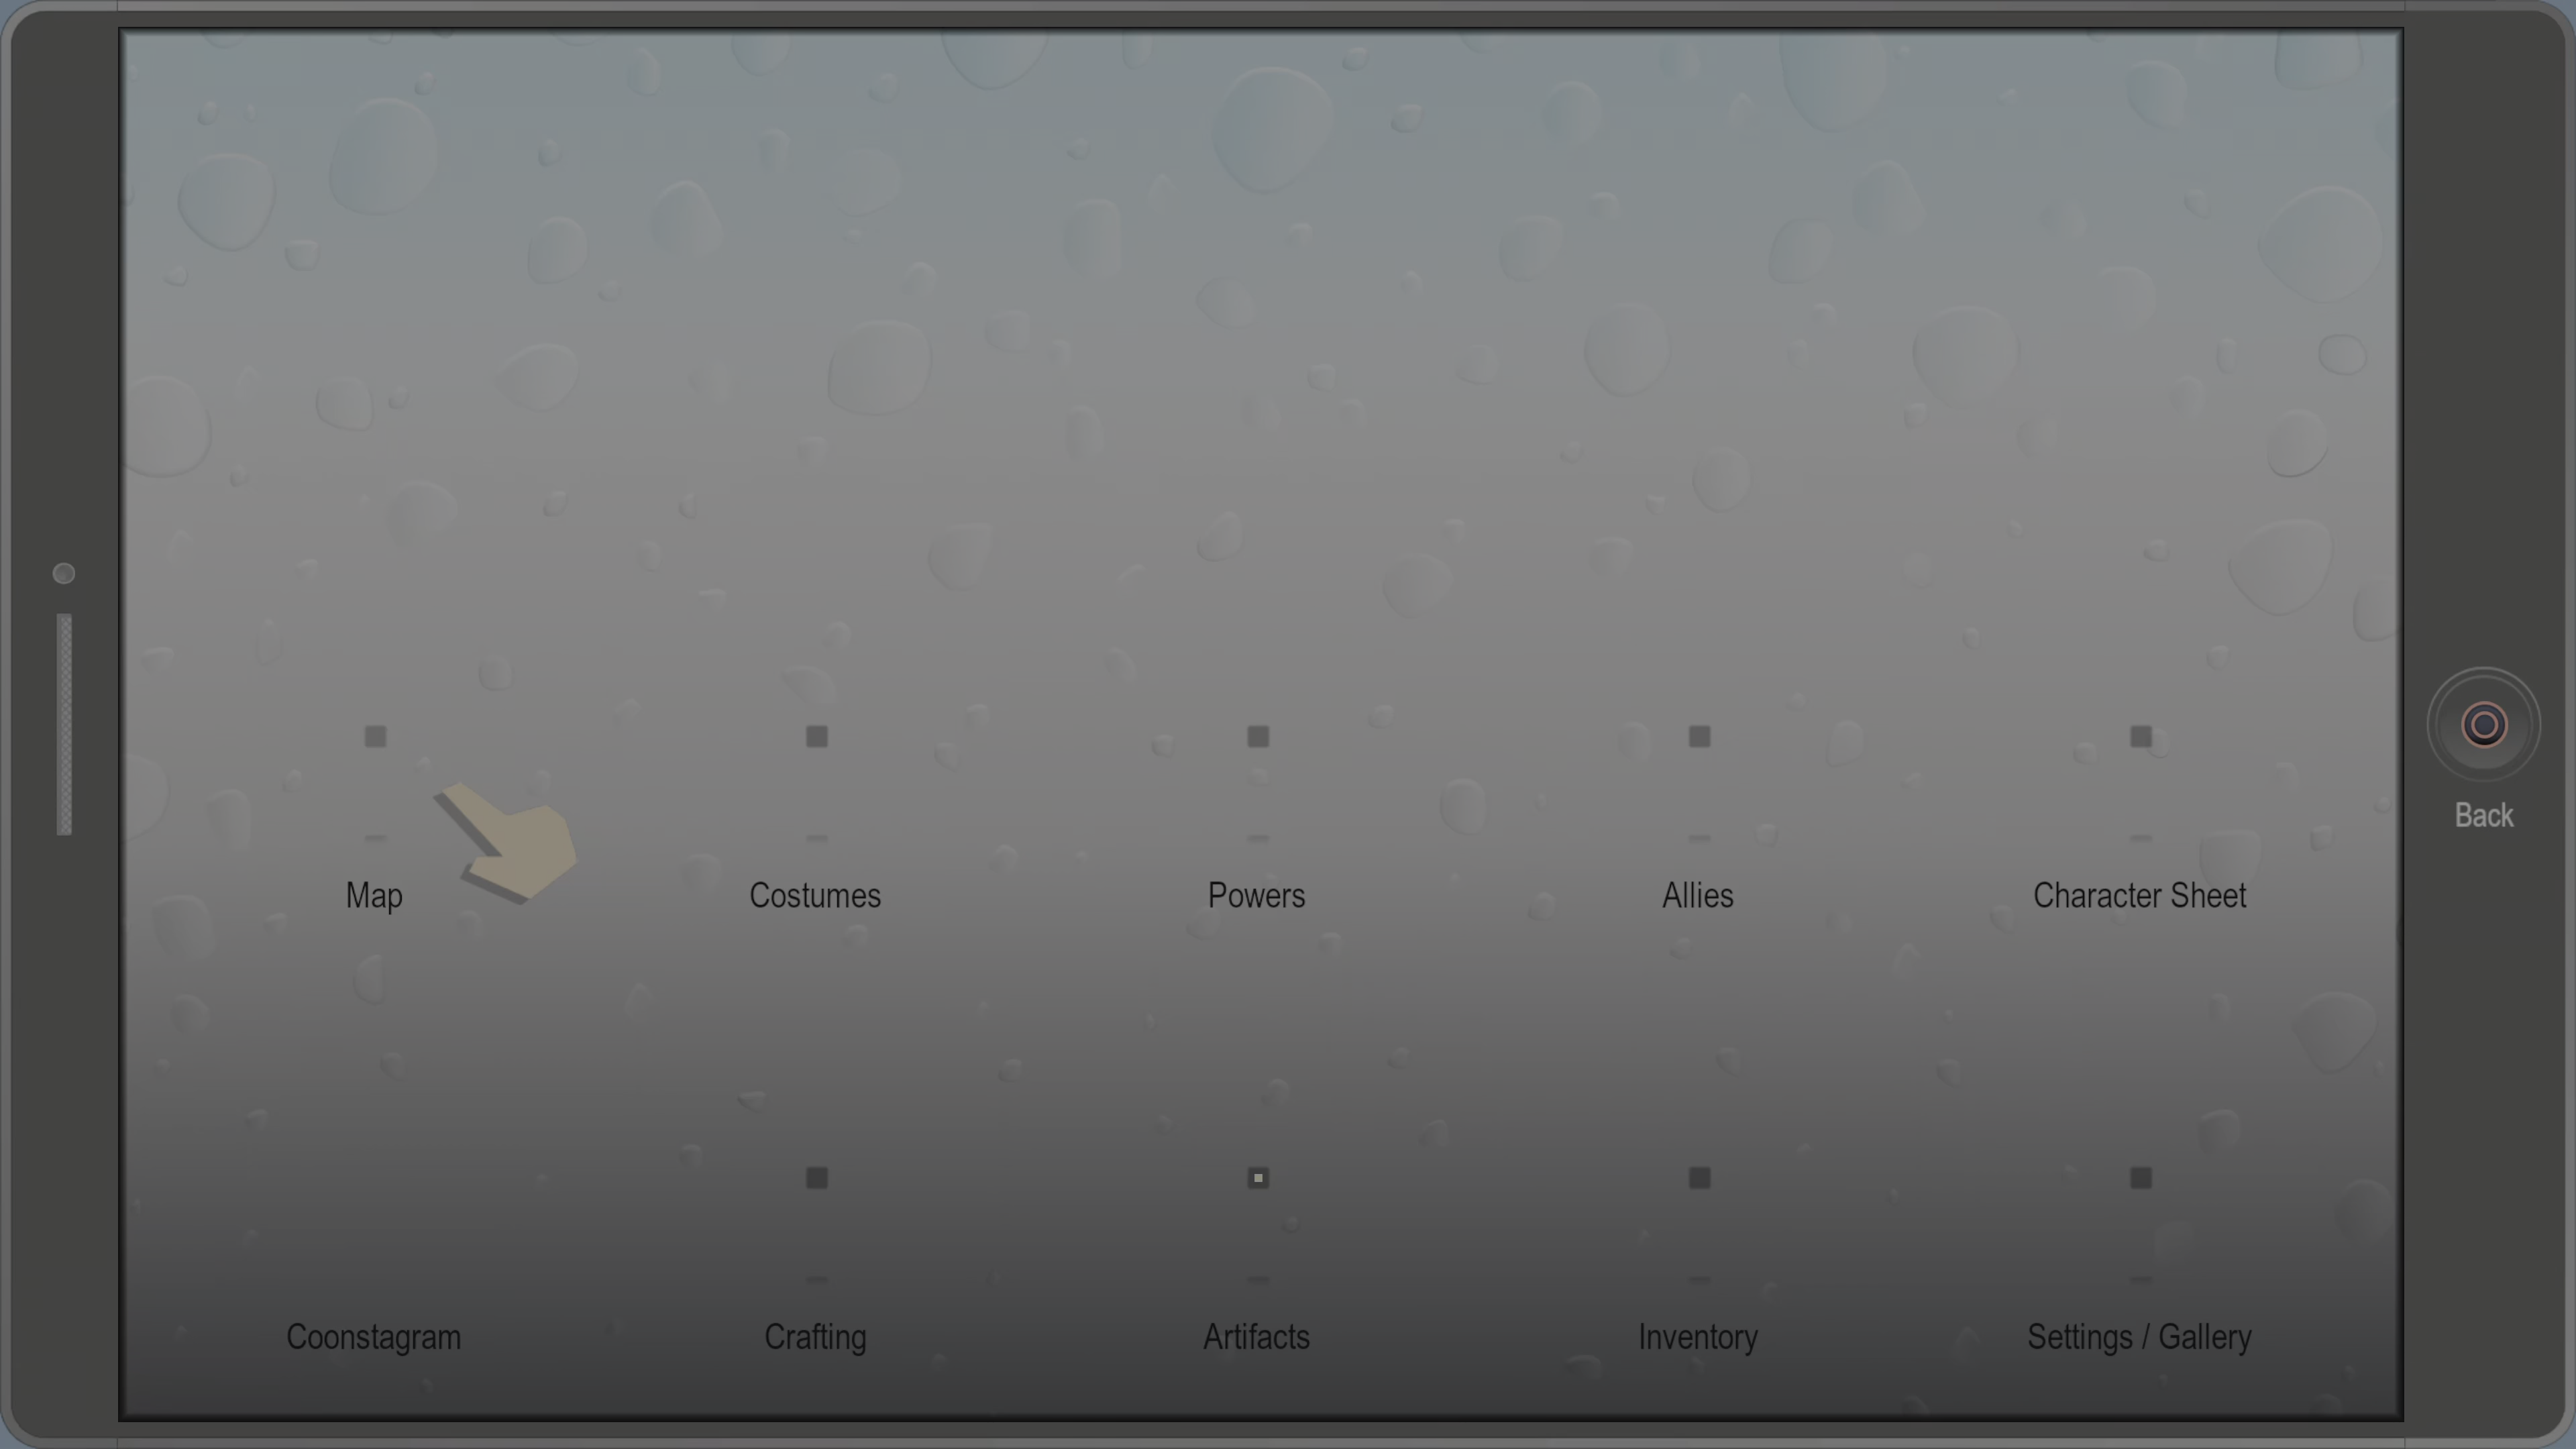 Back
Map
Costumes
Powers
Allies
Character Sheet
Coonstagram
Crafting
Artifacts
Inventory
Settings / Gallery